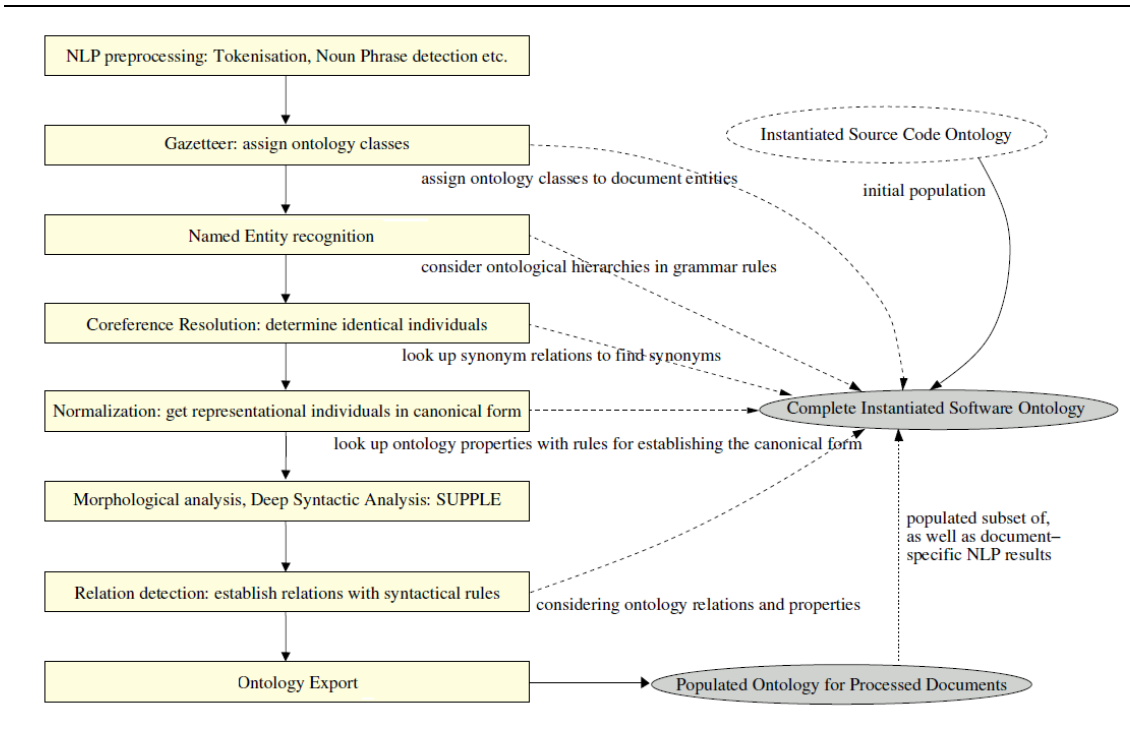 NLP preprocessing: Tokenisation, Noun Phrase detection etc.
Gazetteer: assign ontology classes
Instantiated Source Code Ontology
assign ontology classes to document entities
initial population
Named Entity recognition
consider ontological hierarchies in grammar rules
Coreference Resolution: determine identical individuals
look up synonym relations to find synonyms
Normalization: get representational individuals in canonical form
Complete Instantiated Software Ontology
look up ontology properties with rules for establishing the canonical form
Morphological analysis, Deep Syntactic Analysis: SUPPLE
populated subset of,
as well as document–
specific NLP results
Relation detection: establish relations with syntactical rules
considering ontology relations and properties
Ontology Export
Populated Ontology for Processed Documents